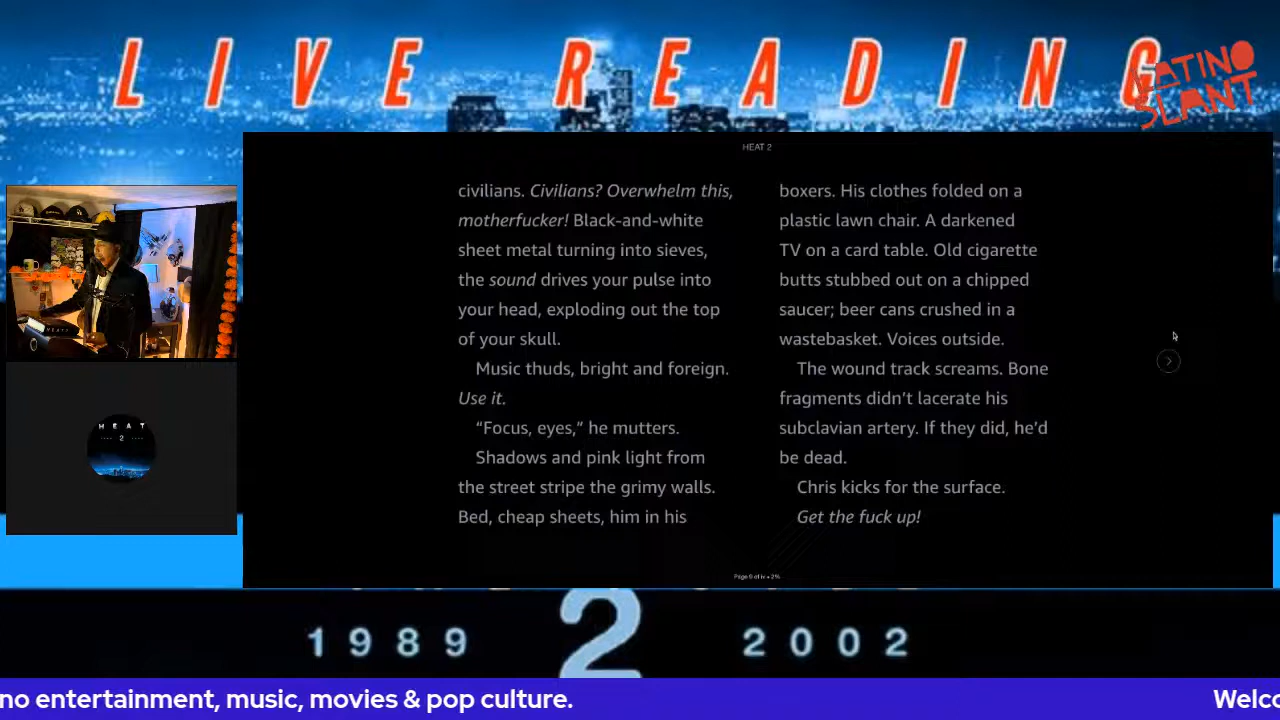 LIVE READING
LATINO
SLANT
HEAT 2
civilians. Civilians? Overwhelm this,
motherfucker! Black-and-white
sheet metal turning into sieves,
the sound drives your pulse into
your head, exploding out the top
of your skull.
Music thuds, bright and foreign.
Use it.
“Focus, eyes,” he mutters.
Shadows and pink light from
the street stripe the grimy walls.
Bed, cheap sheets, him in his
boxers. His clothes folded on a
plastic lawn chair. A darkened
TV on a card table. Old cigarette
butts stubbed out on a chipped
saucer; beer cans crushed in a
wastebasket. Voices outside.
The wound track screams. Bone
fragments didn’t lacerate his
subclavian artery. If they did, he’d
be dead.
Chris kicks for the surface.
Get the fuck up!
HEAT
2
1989 2 2002
no entertainment, music, movies & pop culture. Welco